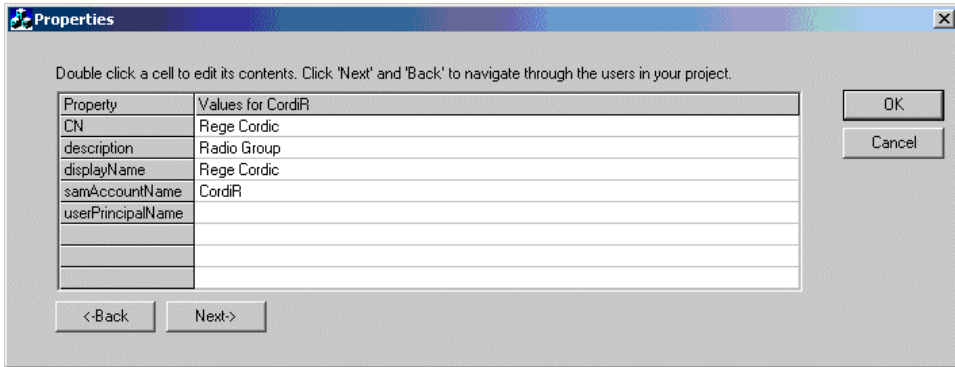 Properties
Double click a cell to edit its contents. Click 'Next' and 'Back' to navigate through the users in your project.
Property Values for CordiR
CN Rege Cordic
description Radio Group
displayName Rege Cordic
samAccountName CordiR
userPrincipalName
OK
Cancel
<-Back Next->